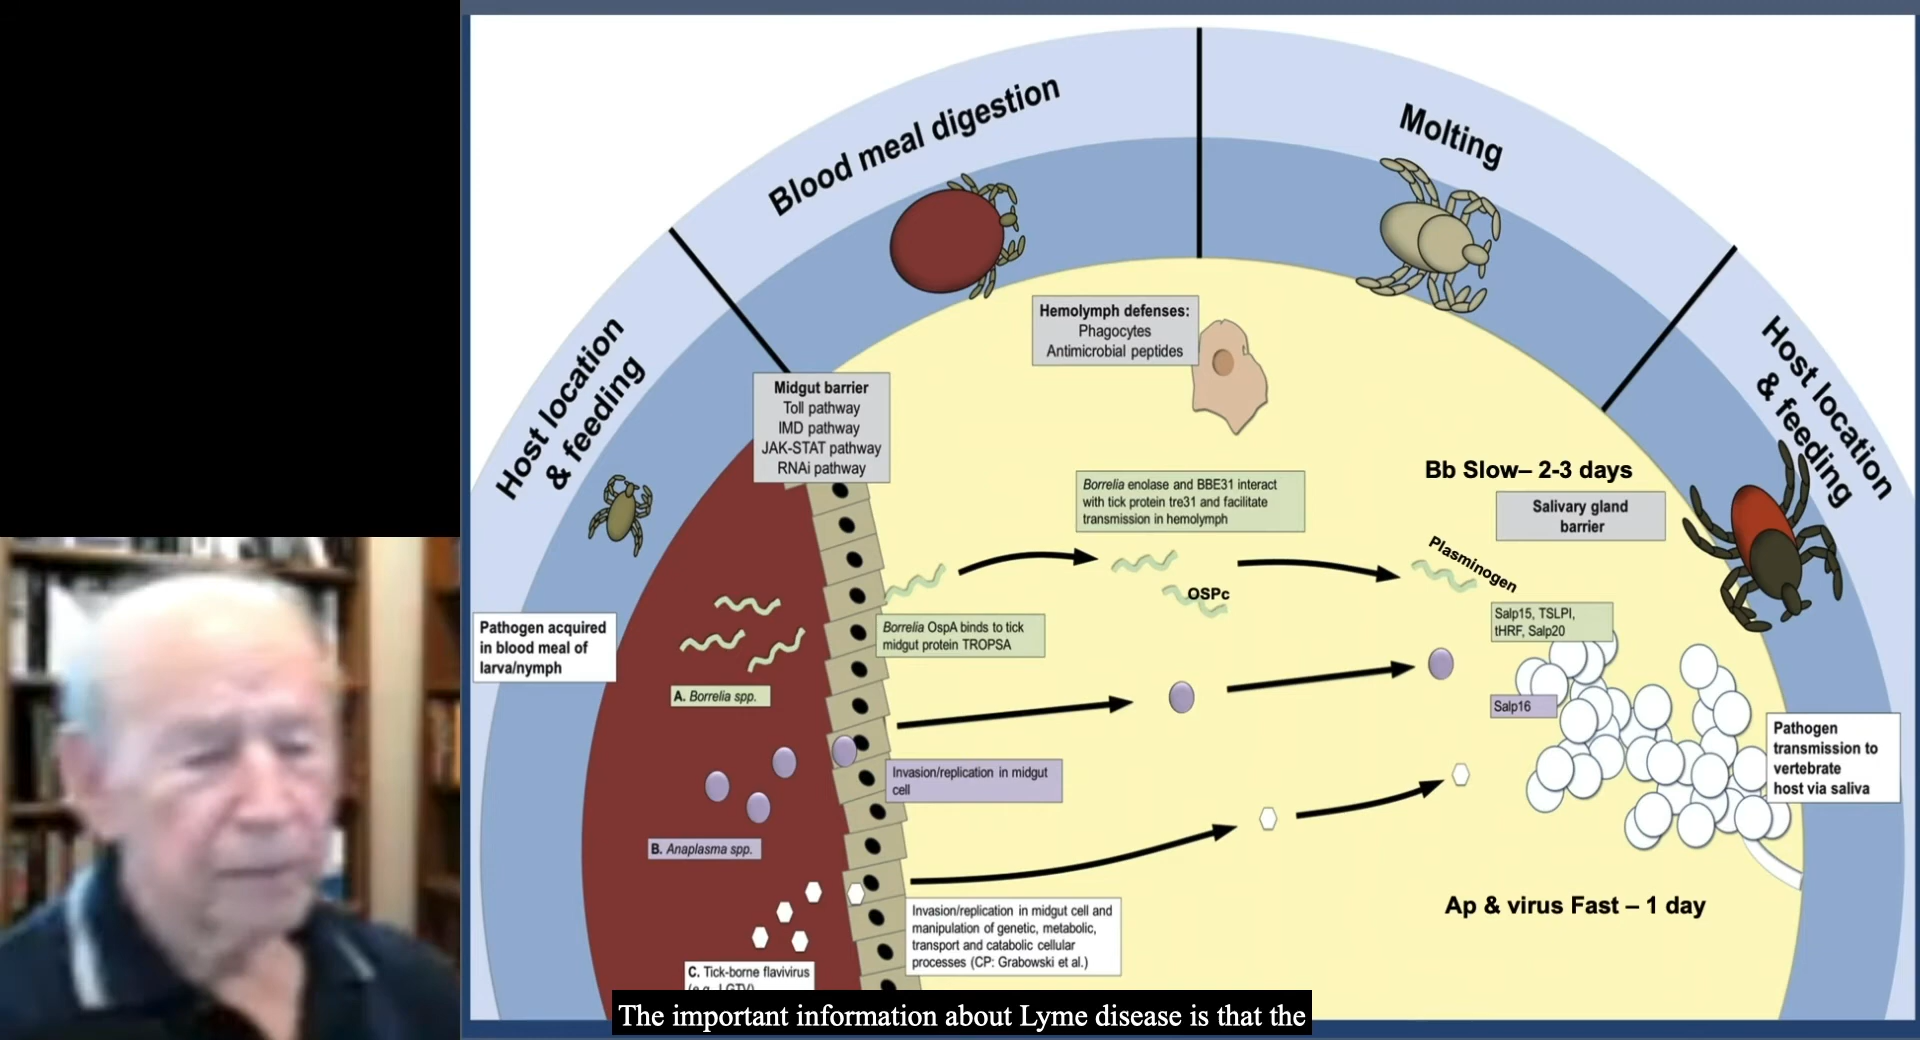 Blood meal digestion
Molting
Host location
& feeding
Host location
& feeding
Hemolymph defenses:
Phagocytes
Antimicrobial peptides
Midgut barrier
Toll pathway
IMD pathway
JAK-STAT pathway
RNAi pathway
Bb Slow– 2-3 days
Borrelia enolase and BBE31 interact
with tick protein tre31 and facilitate
transmission in hemolymph
Salivary gland
barrier
Plasminogen
OSPc
Pathogen acquired
in blood meal of
larva/nymph
Borrelia OspA binds to tick
midgut protein TROPSA
Salp15, TSLPI,
tHRF, Salp20
A. Borrelia spp.
Salp16
Pathogen
transmission to
vertebrate
host via saliva
Invasion/replication in midgut
cell
B. Anaplasma spp.
Ap & virus Fast – 1 day
Invasion/replication in midgut cell and
manipulation of genetic, metabolic,
transport and catabolic cellular
processes (CP: Grabowski et al.)
C. Tick-borne flavivirus
(e.g., LGTV)
The important information about Lyme disease is that the